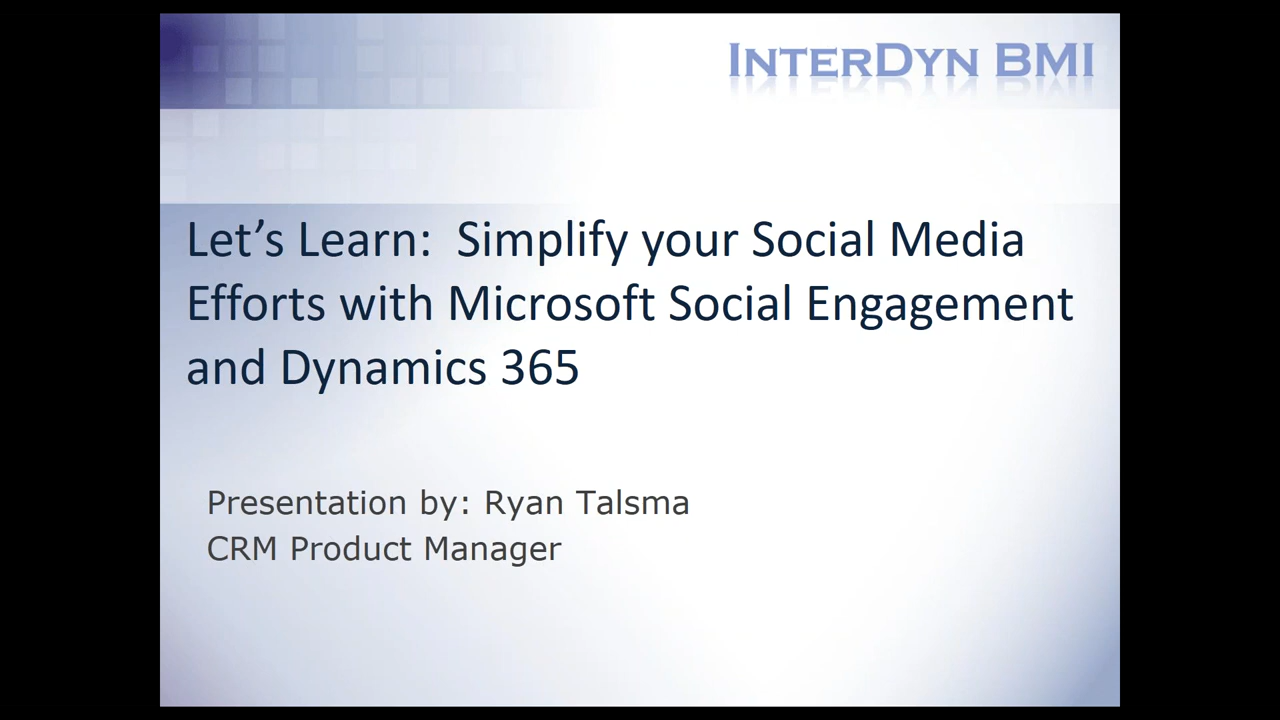 INTERDYN BMI
Let’s Learn:  Simplify your Social Media
Efforts with Microsoft Social Engagement
and Dynamics 365
Presentation by: Ryan Talsma
CRM Product Manager